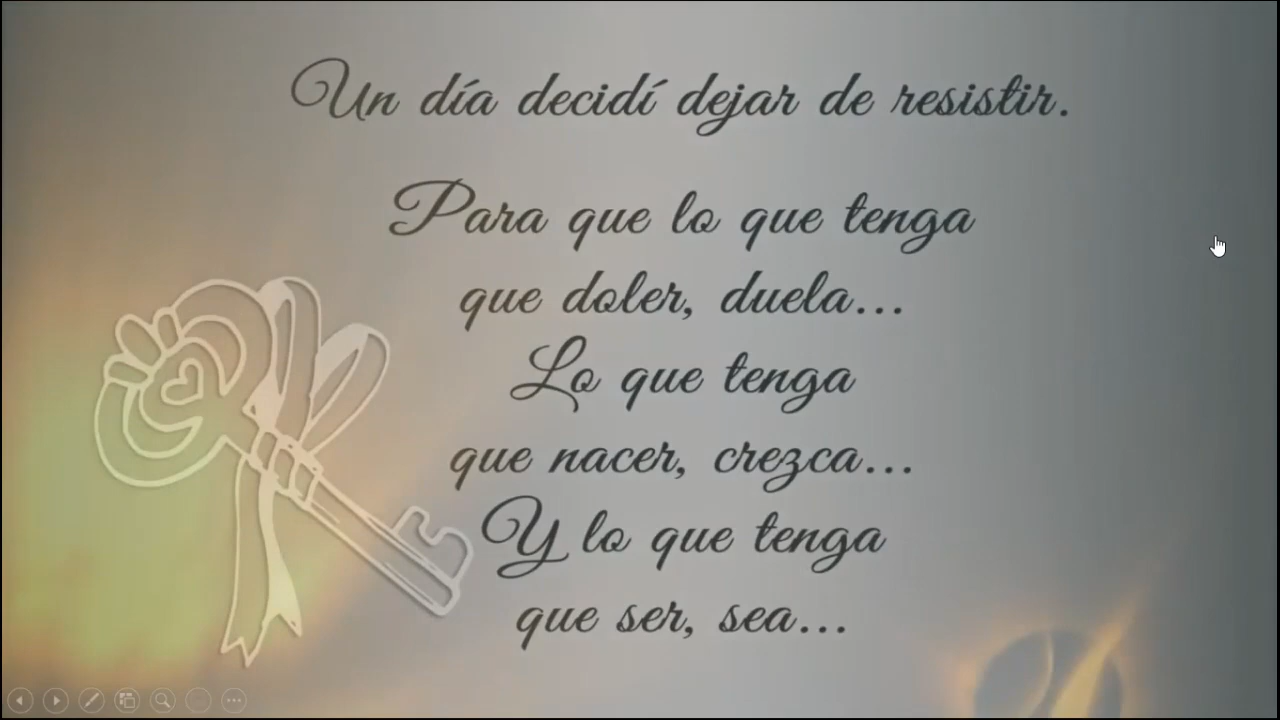 Un día decidí dejar de resistir.
Para que lo que tenga
que doler, duela...
Lo que tenga
que nacer, crezca...
Y lo que tenga
que ser, sea...